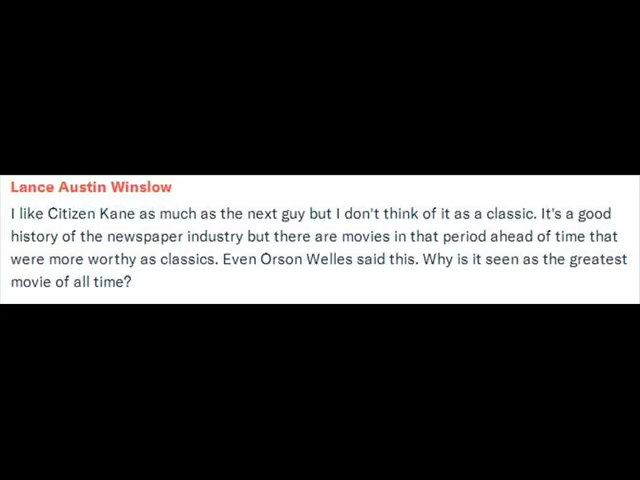 Lance Austin Winslow
I like Citizen Kane as much as the next guy but I don't think of it as a classic. It's a good
history of the newspaper industry but there are movies in that period ahead of time that
were more worthy as classics. Even Orson Welles said this. Why is it seen as the greatest
movie of all time?